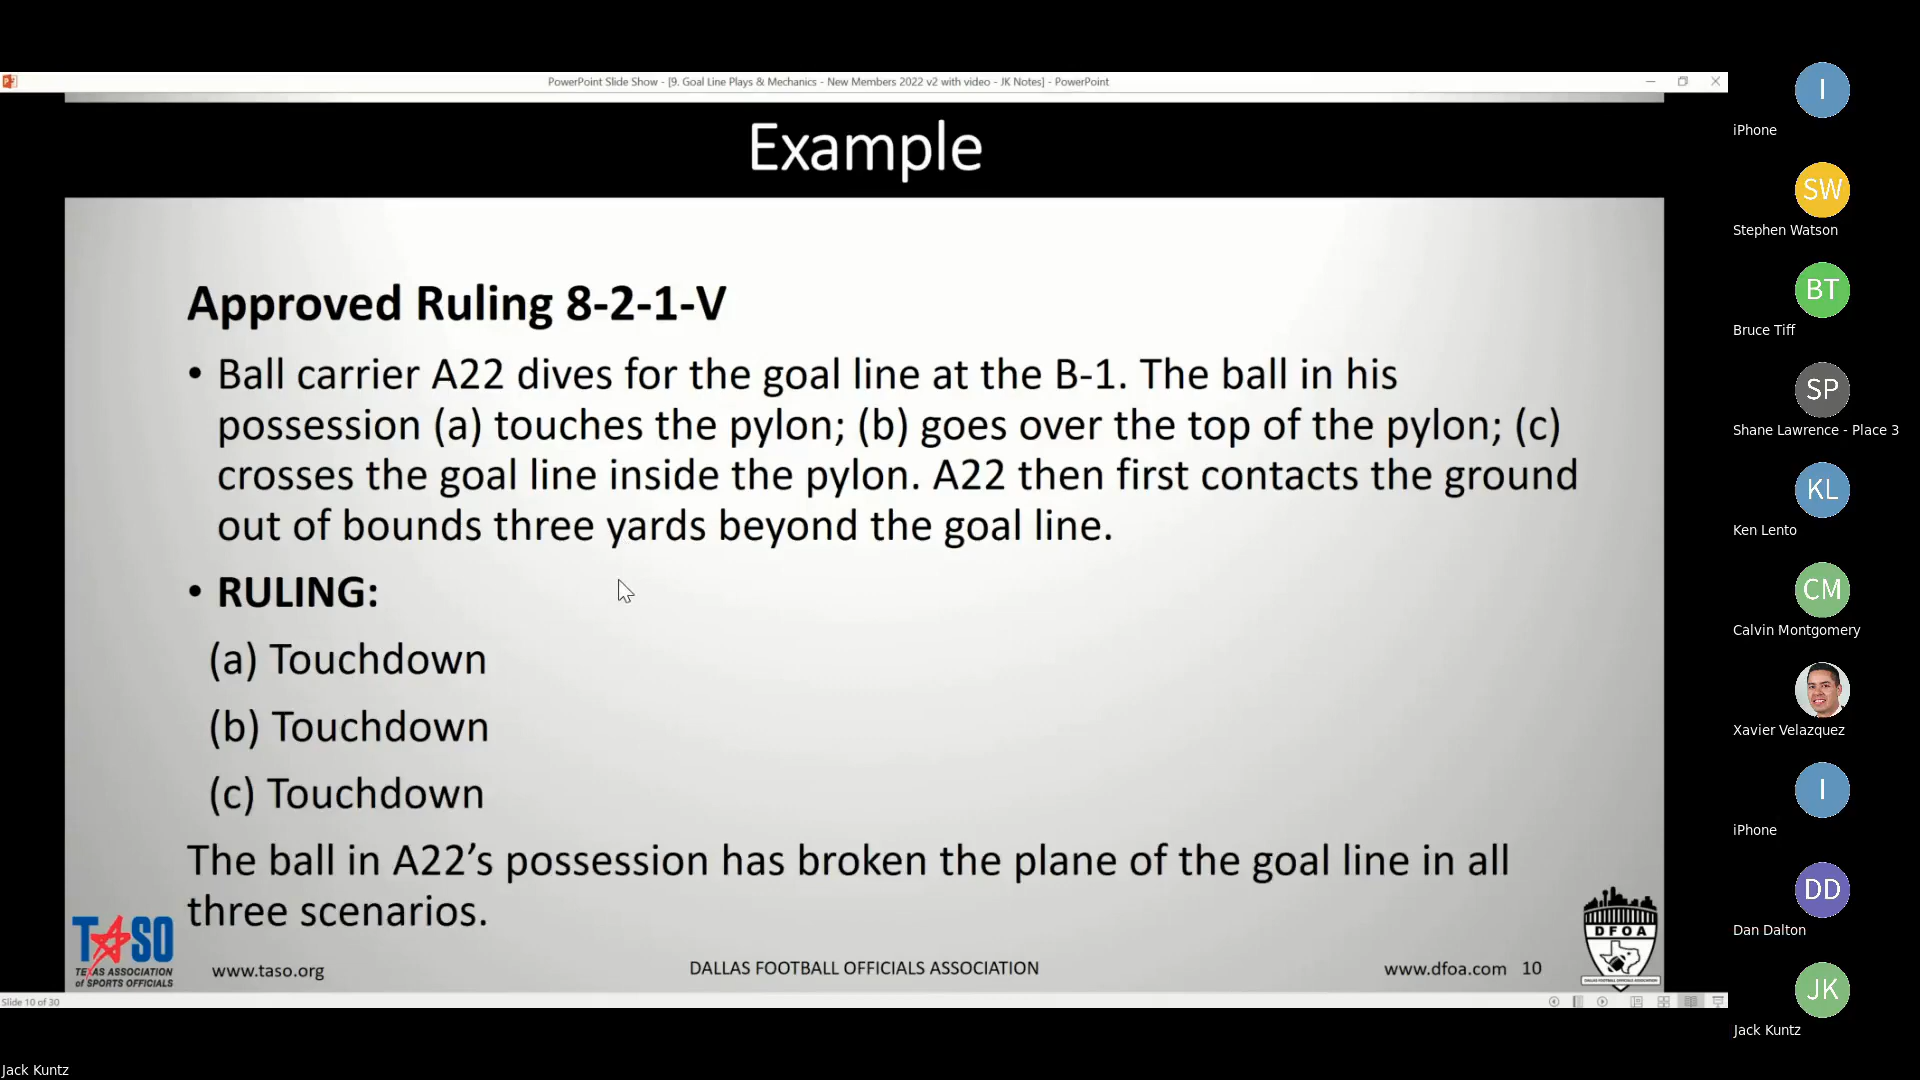 PowerPoint Slide Show - [9. Goal Line Plays & Mechanics - New Members 2022 v2 with video - JK Notes] - PowerPoint
Example
Approved Ruling 8-2-1-V
• Ball carrier A22 dives for the goal line at the B-1. The ball in his
possession (a) touches the pylon; (b) goes over the top of the pylon; (c)
crosses the goal line inside the pylon. A22 then first contacts the ground
out of bounds three yards beyond the goal line.
• RULING:
(a) Touchdown
(b) Touchdown
(c) Touchdown
The ball in A22's possession has broken the plane of the goal line in all
three scenarios.
TASO
TEXAS ASSOCIATION
of SPORTS OFFICIALS
www.taso.org
DALLAS FOOTBALL OFFICIALS ASSOCIATION
www.dfoa.com 10
DFOA
DALLAS FOOTBALL OFFICIALS ASSOCIATION
Slide 10 of 30
I
iPhone
SW
Stephen Watson
BT
Bruce Tiff
SP
Shane Lawrence - Place 3
KL
Ken Lento
CM
Calvin Montgomery
Xavier Velazquez
I
iPhone
DD
Dan Dalton
JK
Jack Kuntz
Jack Kuntz